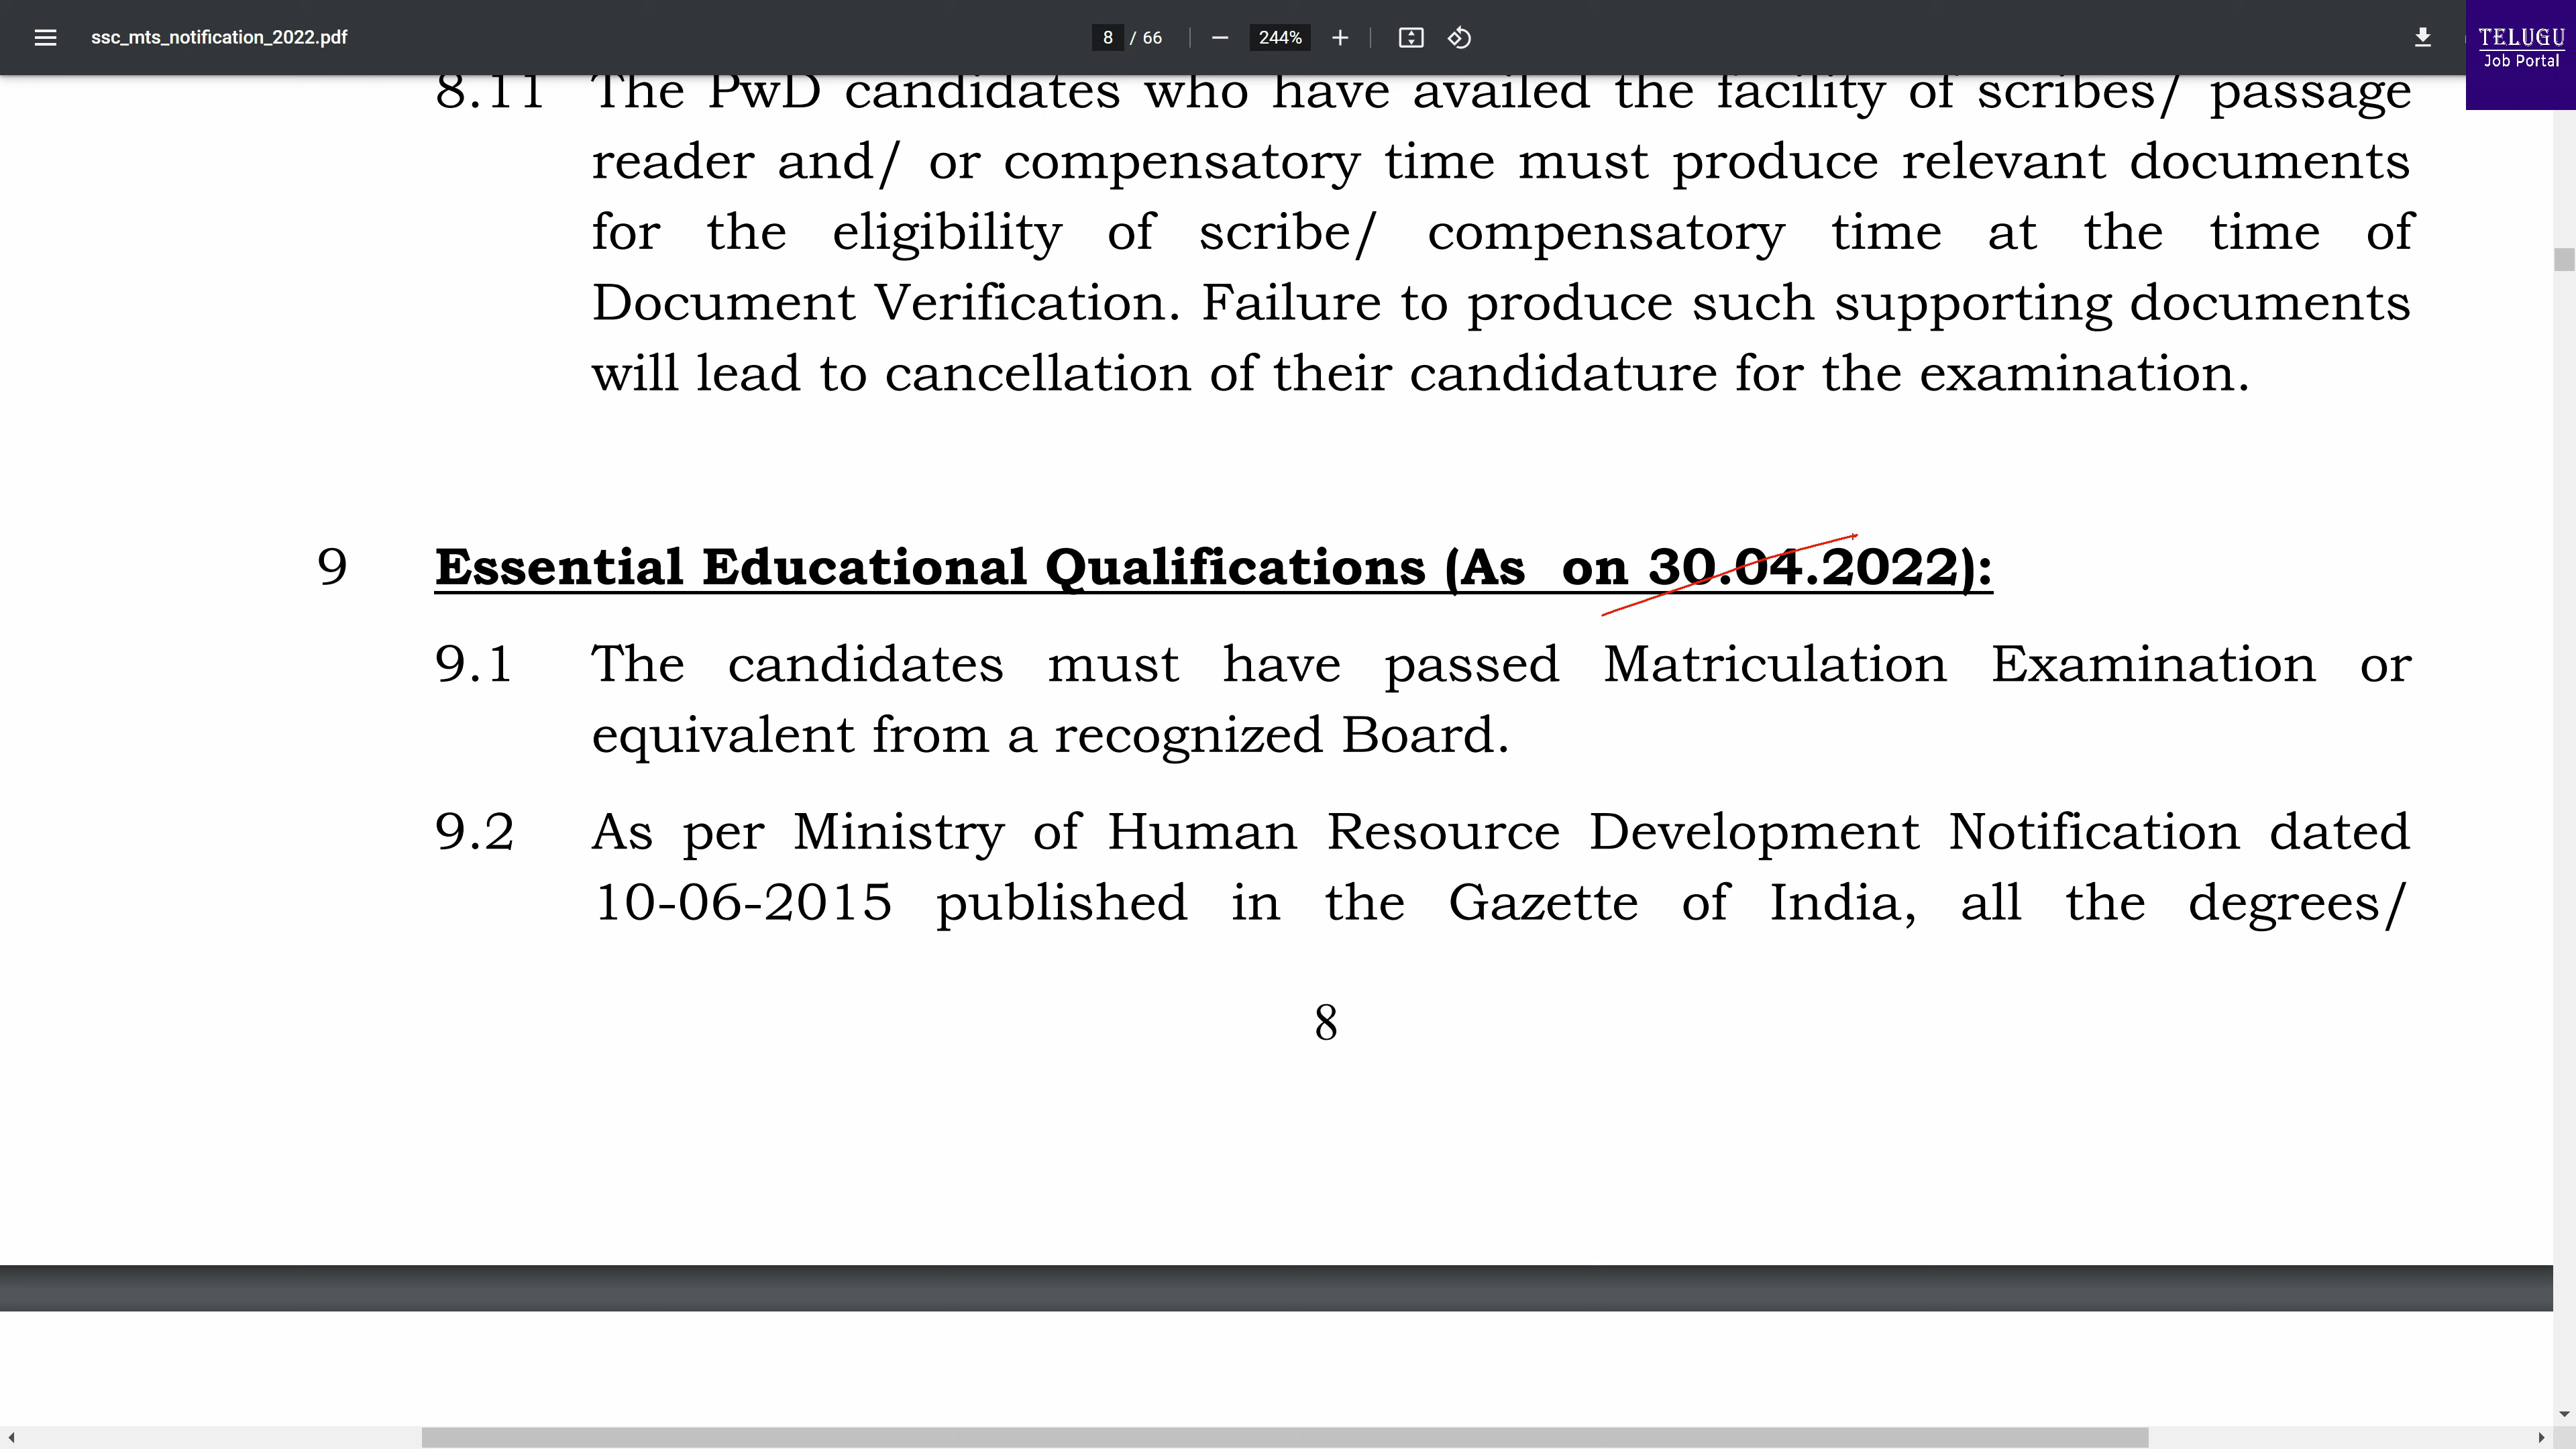 ssc_mts_notification_2022.pdf
8 / 66
244%
TELUGU
Job Portal
8.11 The PwD candidates who have availed the facility of scribes/ passage
reader and/ or compensatory time must produce relevant documents
for the eligibility of scribe/ compensatory time at the time of
Document Verification. Failure to produce such supporting documents
will lead to cancellation of their candidature for the examination.
9 Essential Educational Qualifications (As on 30.04.2022):
9.1 The candidates must have passed Matriculation Examination or
equivalent from a recognized Board.
9.2 As per Ministry of Human Resource Development Notification dated
10-06-2015 published in the Gazette of India, all the degrees/
8